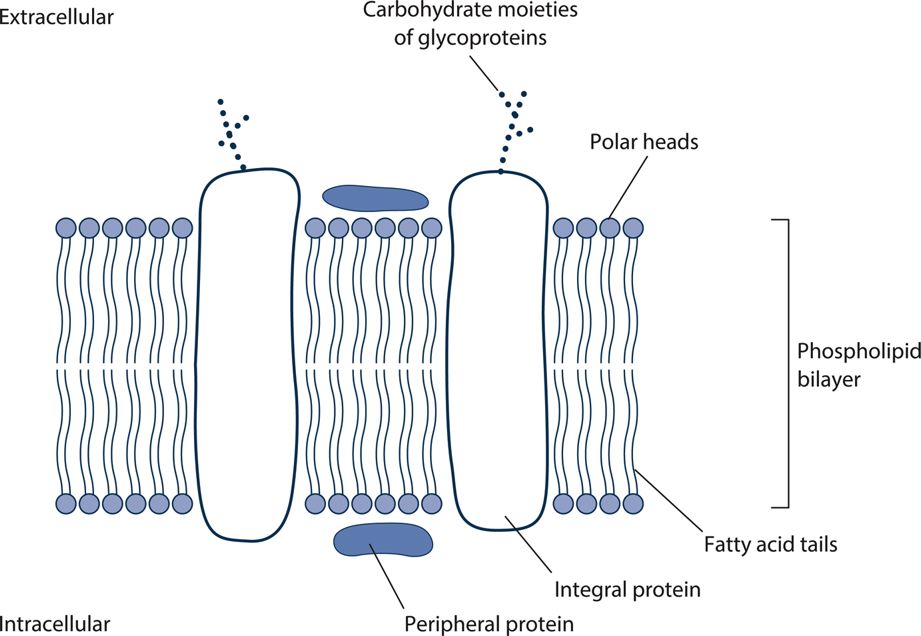 Extracellular
Carbohydrate moieties
of glycoproteins
Polar heads
Phospholipid
bilayer
Fatty acid tails
Integral protein
Peripheral protein
Intracellular